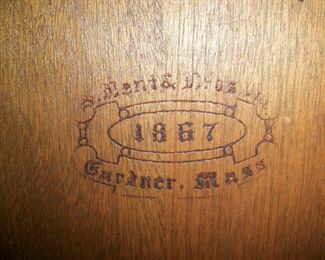 S. Bent & Bros.
1867
Gardner, Mass